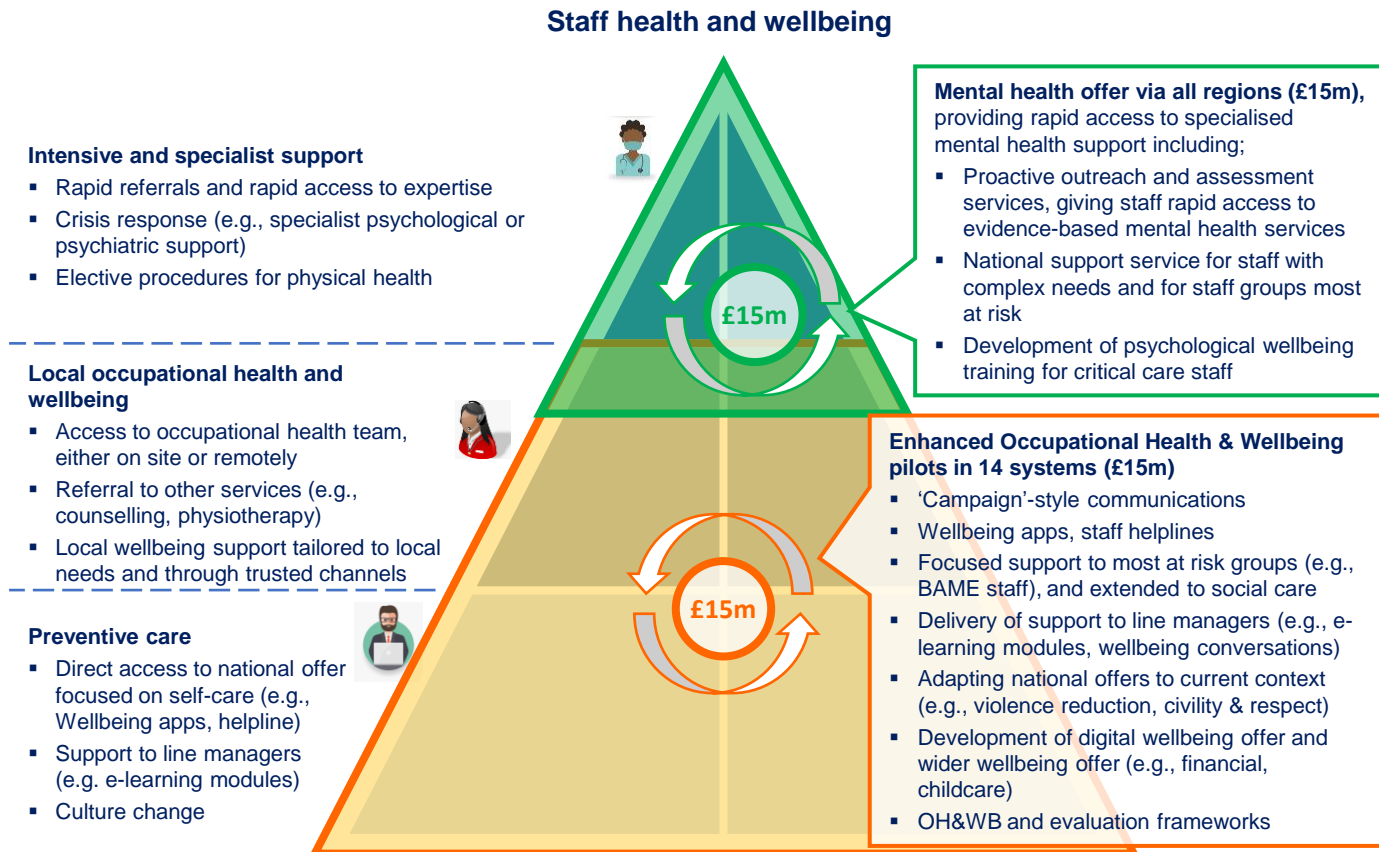 Staff health and wellbeing
Intensive and specialist support
▪ Rapid referrals and rapid access to expertise
▪ Crisis response (e.g., specialist psychological or
psychiatric support)
▪ Elective procedures for physical health
Local occupational health and
wellbeing
▪ Access to occupational health team,
either on site or remotely
▪ Referral to other services (e.g.,
counselling, physiotherapy)
▪ Local wellbeing support tailored to local
needs and through trusted channels
Preventive care
▪ Direct access to national offer
focused on self-care (e.g.,
Wellbeing apps, helpline)
▪ Support to line managers
(e.g. e-learning modules)
▪ Culture change
£15m
£15m
Mental health offer via all regions (£15m),
providing rapid access to specialised
mental health support including;
▪ Proactive outreach and assessment
services, giving staff rapid access to
evidence-based mental health services
▪ National support service for staff with
complex needs and for staff groups most
at risk
▪ Development of psychological wellbeing
training for critical care staff
Enhanced Occupational Health & Wellbeing
pilots in 14 systems (£15m)
▪ ‘Campaign’-style communications
▪ Wellbeing apps, staff helplines
▪ Focused support to most at risk groups (e.g.,
BAME staff), and extended to social care
▪ Delivery of support to line managers (e.g., e-
learning modules, wellbeing conversations)
▪ Adapting national offers to current context
(e.g., violence reduction, civility & respect)
▪ Development of digital wellbeing offer and
wider wellbeing offer (e.g., financial,
childcare)
▪ OH&WB and evaluation frameworks